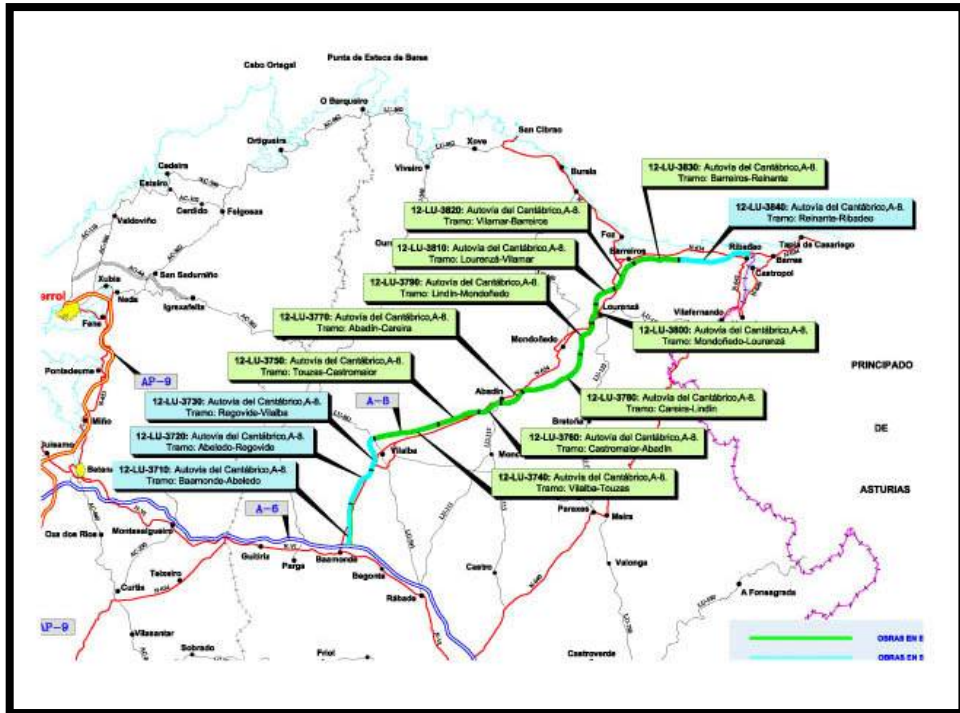 Punta de Estaca de Bares
Cabo Ortegal
O Barqueiro
San Cibrao
Ortigueira
Xove
Viveiro
Burela
Cedeira
Esteiro
Cerdido
Felgosas
Valdoviño
12-LU-3830: Autovía del Cantábrico,A-8.
Tramo: Barreiros-Reinante
12-LU-3820: Autovía del Cantábrico,A-8.
Tramo: Vilamar-Barreiros
12-LU-3840: Autovía del Cantábrico,A-8.
Tramo: Reinante-Ribadeo
Foz
12-LU-3810: Autovía del Cantábrico,A-8.
Tramo: Lourenzá-Vilamar
Barreiros
Ribadeo
Tapia de Casariego
Barres
Castropol
San Sadurniño
Xubia
Neda
Igrexafeita
12-LU-3790: Autovía del Cantábrico,A-8.
Tramo: Lindín-Mondoñedo
errol
Fene
Lourenzá
Vilafernando
12-LU-3770: Autovía del Cantábrico,A-8.
Tramo: Abadín-Careira
12-LU-3800: Autovía del Cantábrico,A-8.
Tramo: Mondoñedo-Lourenzá
Mondoñedo
12-LU-3750: Autovía del Cantábrico,A-8.
Tramo: Touzas-Castromaior
PRINCIPADO
Pontedeume
AP-9
Abadín
12-LU-3730: Autovía del Cantábrico,A-8.
Tramo: Regovide-Vilalba
A-8
12-LU-3780: Autovía del Cantábrico,A-8.
Tramo: Careira-Lindín
Miño
Bretoña
DE
12-LU-3720: Autovía del Cantábrico,A-8.
Tramo: Abeledo-Regovide
12-LU-3760: Autovía del Cantábrico,A-8.
Tramo: Castromaior-Abadín
Vilalba
12-LU-3710: Autovía del Cantábrico,A-8.
Tramo: Baamonde-Abeledo
12-LU-3740: Autovía del Cantábrico,A-8.
Tramo: Vilalba-Touzas
ASTURIAS
A-6
Meira
Oza dos Ríos
Montesalgueiro
Guitiriz
Parga
Baamonde
Begonte
Rábade
Teixeiro
Curtis
Castro
Valonga
A Fonsagrada
AP-9
Vilasantar
Sobrado
Friol
Castroverde
OBRAS EN E
OBRAS EN E